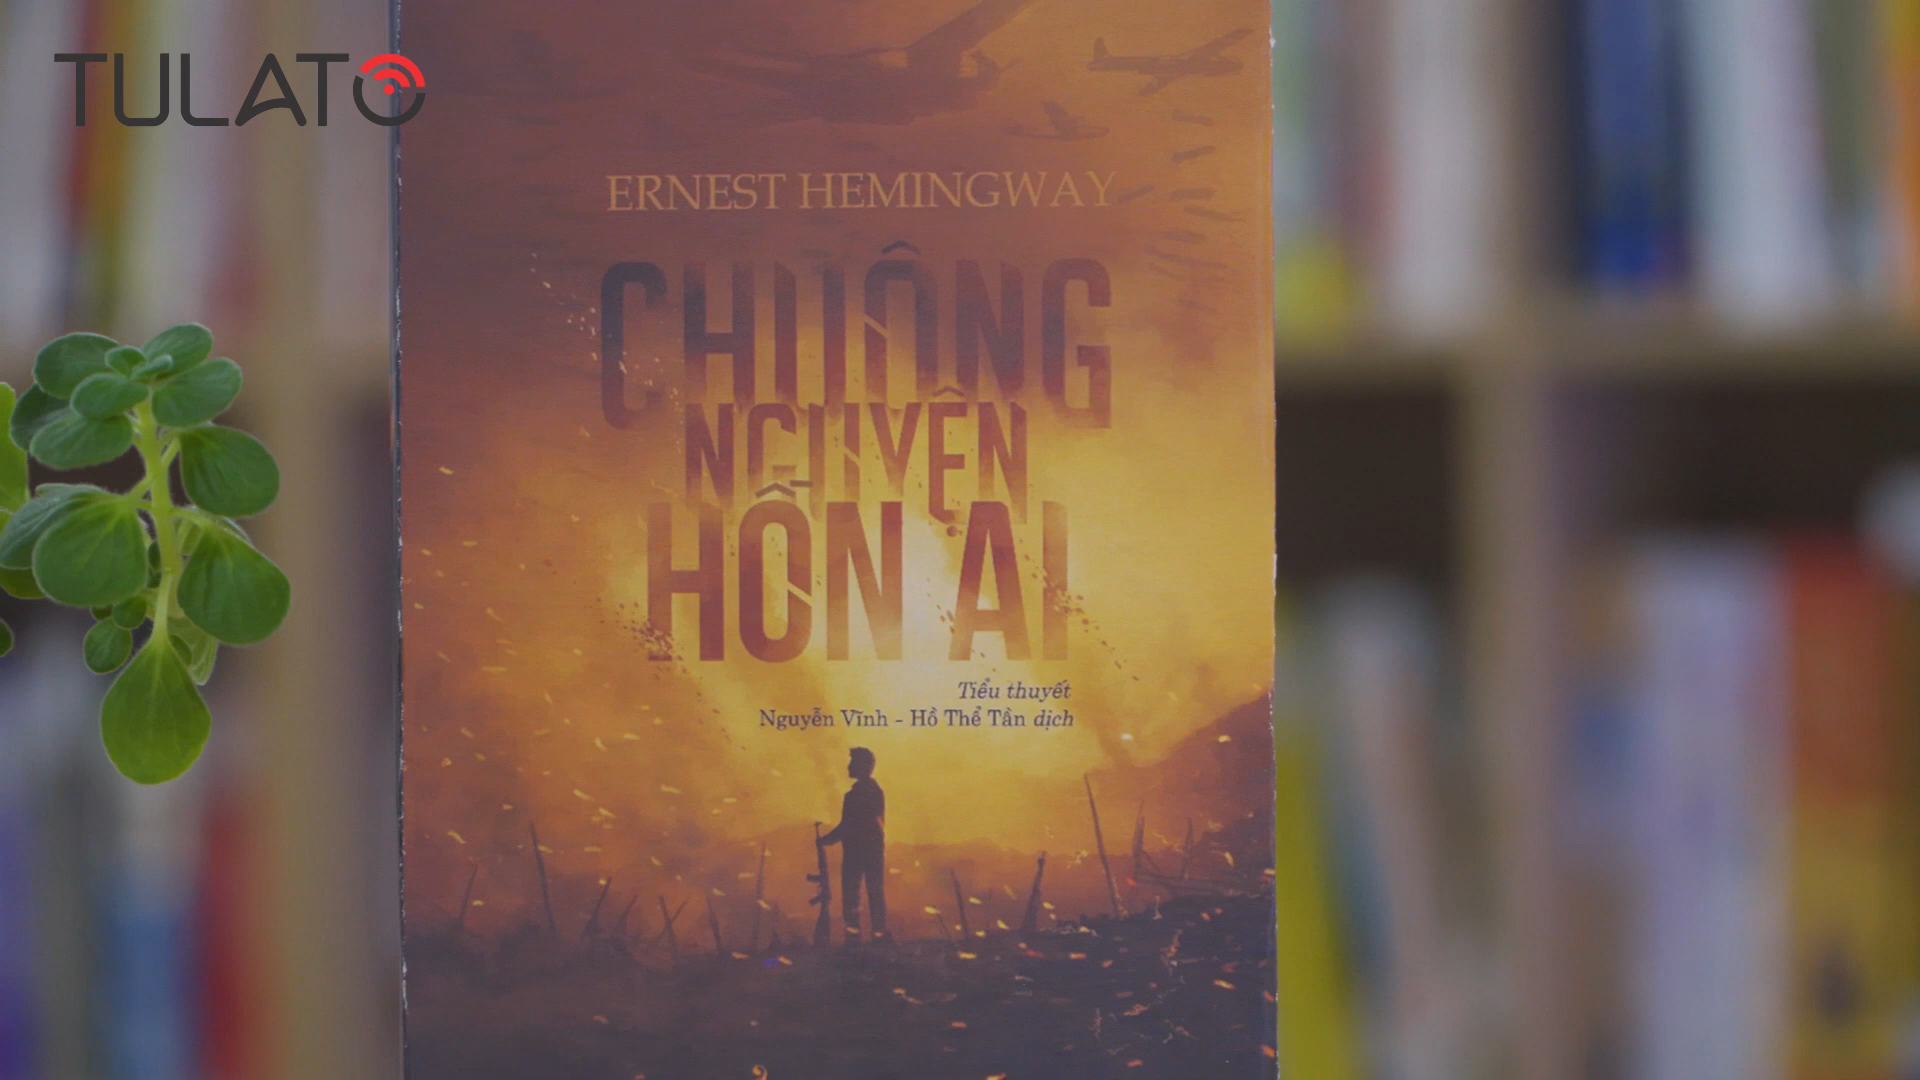 TULATO
ERNEST HEMINGWAY
CHUÔNG
NGUYỆN
HỒN AI
Tiểu thuyết
Nguyễn Vĩnh - Hồ Thể Tần dịch